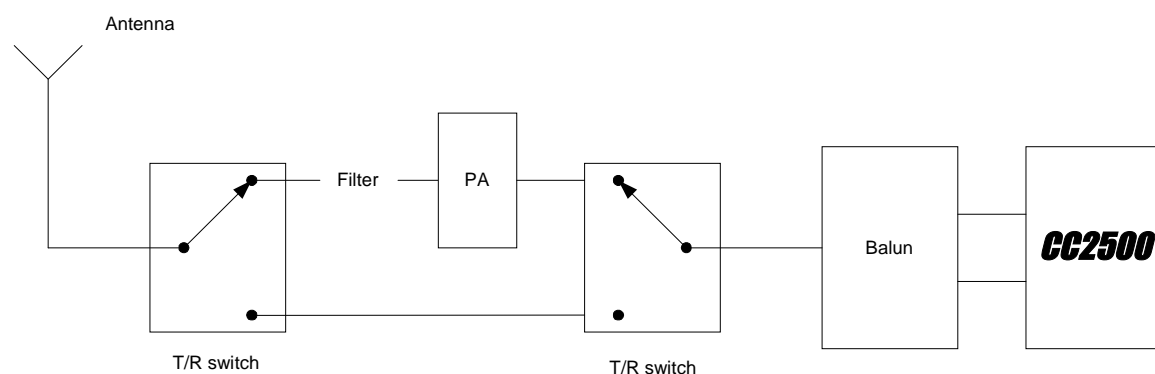 Antenna
Filter
PA
Balun
CC2500
T/R switch
T/R switch